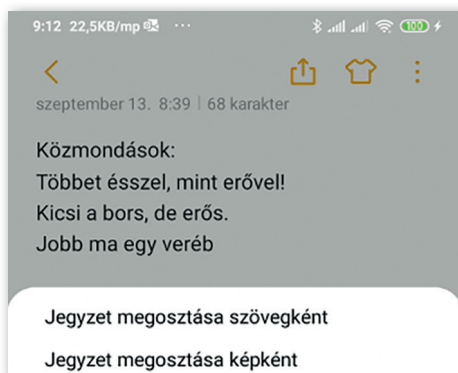 9:12 22,5KB/mp ... 100
szeptember 13. 8:39 | 68 karakter
Közmondások:
Többet ésszel, mint erővel!
Kicsi a bors, de erős.
Jobb ma egy veréb
Jegyzet megosztása szövegként
Jegyzet megosztása képként